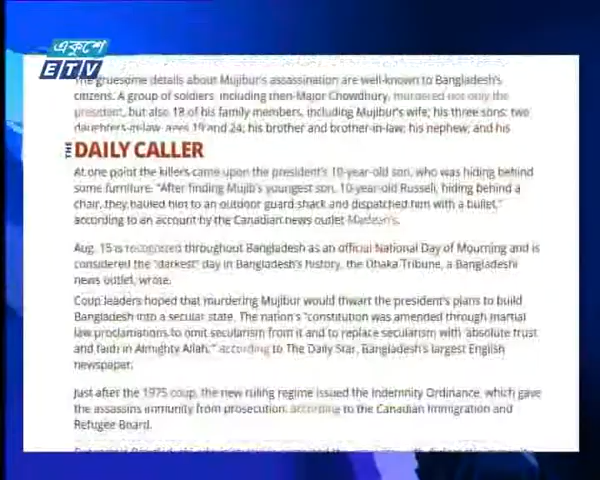 একুশে
ETV
The gruesome details about Mujibur's assassination are well-known to Bangladesh's
citizens. A group of soldiers, including then-Major Chowdhury, murdered not only the
president, but also 18 of his family members, including Mujibur's wife; his three sons; two
daughters-in-law, ages 19 and 24; his brother and brother-in-law; his nephew; and his
THE DAILY CALLER
At one point the killers came upon the president's 10-year-old son, who was hiding behind
some furniture. "After finding Mujib's youngest son, 10-year-old Russell, hiding behind a
chair, they hauled him to an outdoor guard shack and dispatched him with a bullet,"
according to an account by the Canadian news outlet Maclean's.
Aug. 15 is recognized throughout Bangladesh as an official National Day of Mourning and is
considered the "darkest" day in Bangladesh's history, the Dhaka Tribune, a Bangladeshi
news outlet, wrote.
Coup leaders hoped that murdering Mujibur would thwart the president's plans to build
Bangladesh into a secular state. The nation's "constitution was amended through martial
law proclamations to omit secularism from it and to replace secularism with 'absolute trust
and faith in Almighty Allah,'" according to The Daily Star, Bangladesh's largest English
newspaper.
Just after the 1975 coup, the new ruling regime issued the Indemnity Ordinance, which gave
the assassins immunity from prosecution, according to the Canadian Immigration and
Refugee Board.